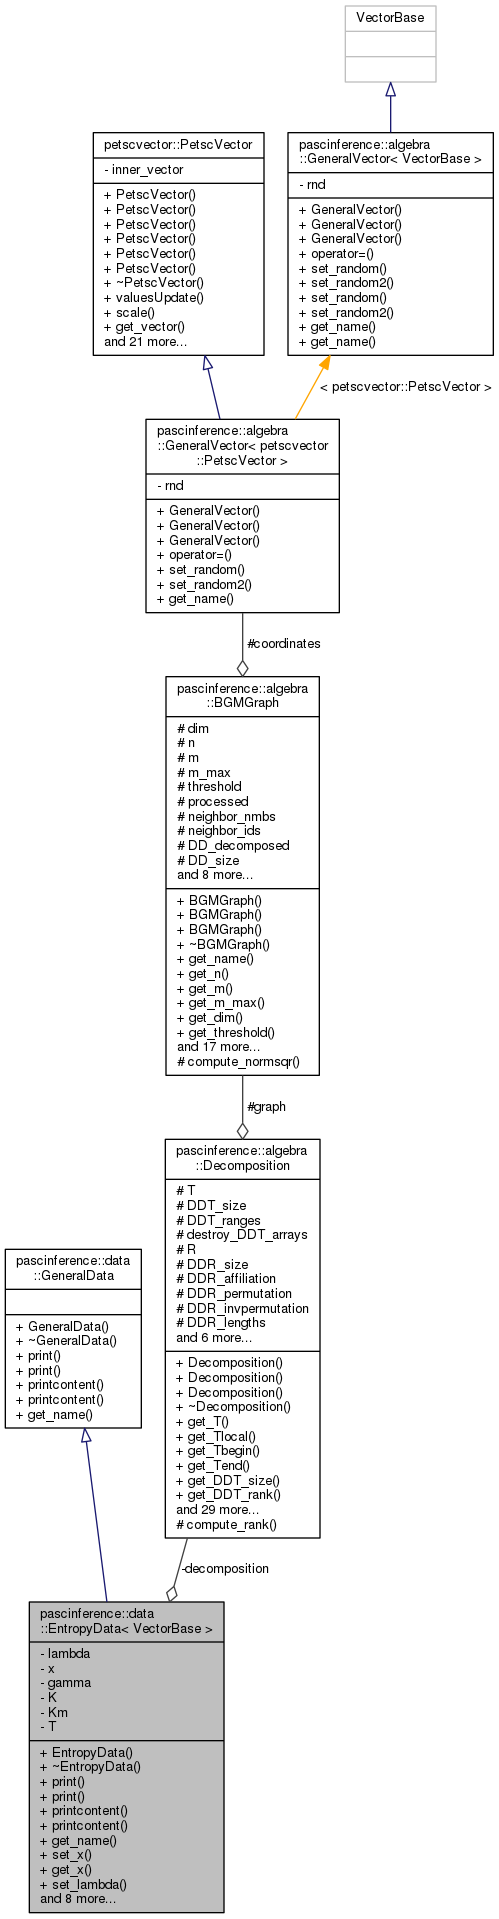 VectorBase
petscvector::PetscVector
- inner_vector
+ PetscVector()
+ PetscVector()
+ PetscVector()
+ PetscVector()
+ PetscVector()
+ PetscVector()
+ ~PetscVector()
+ valuesUpdate()
+ scale()
+ get_vector()
and 21 more...
pascinference::algebra
::GeneralVector< VectorBase >
- rnd
+ GeneralVector()
+ GeneralVector()
+ GeneralVector()
+ operator=()
+ set_random()
+ set_random2()
+ set_random()
+ set_random2()
+ get_name()
+ get_name()
< petscvector::PetscVector >
pascinference::algebra
::GeneralVector< petscvector
::PetscVector >
- rnd
+ GeneralVector()
+ GeneralVector()
+ GeneralVector()
+ operator=()
+ set_random()
+ set_random2()
+ get_name()
#coordinates
pascinference::algebra
::BGMGraph
# dim
# n
# m
# m_max
# threshold
# processed
# neighbor_nmbs
# neighbor_ids
# DD_decomposed
# DD_size
and 8 more...
+ BGMGraph()
+ BGMGraph()
+ BGMGraph()
+ ~BGMGraph()
+ get_name()
+ get_n()
+ get_m()
+ get_m_max()
+ get_dim()
+ get_threshold()
and 17 more...
# compute_normsqr()
#graph
pascinference::algebra
::Decomposition
# T
# DDT_size
# DDT_ranges
# destroy_DDT_arrays
# R
# DDR_size
# DDR_affiliation
# DDR_permutation
# DDR_invpermutation
# DDR_lengths
and 6 more...
+ Decomposition()
+ Decomposition()
+ Decomposition()
+ ~Decomposition()
+ get_T()
+ get_Tlocal()
+ get_Tbegin()
+ get_Tend()
+ get_DDT_size()
+ get_DDT_rank()
and 29 more...
# compute_rank()
pascinference::data
::GeneralData
+ GeneralData()
+ ~GeneralData()
+ print()
+ print()
+ printcontent()
+ printcontent()
+ get_name()
-decomposition
pascinference::data
::EntropyData< VectorBase >
- lambda
- x
- gamma
- K
- Km
- T
+ EntropyData()
+ ~EntropyData()
+ print()
+ print()
+ printcontent()
+ printcontent()
+ get_name()
+ set_x()
+ get_x()
+ set_lambda()
and 8 more...